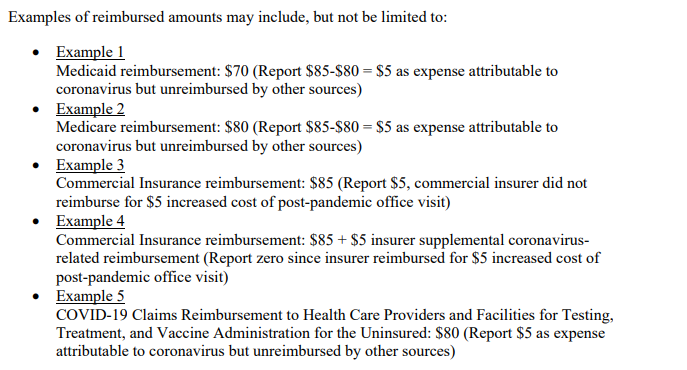 Examples of reimbursed amounts may include, but not be limited to:
• Example 1
Medicaid reimbursement: $70 (Report $85-$80 = $5 as expense attributable to
coronavirus but unreimbursed by other sources)
• Example 2
Medicare reimbursement: $80 (Report $85-$80 = $5 as expense attributable to
coronavirus but unreimbursed by other sources)
• Example 3
Commercial Insurance reimbursement: $85 (Report $5, commercial insurer did not
reimburse for $5 increased cost of post-pandemic office visit)
• Example 4
Commercial Insurance reimbursement: $85 + $5 insurer supplemental coronavirus-
related reimbursement (Report zero since insurer reimbursed for $5 increased cost of
post-pandemic office visit)
• Example 5
COVID-19 Claims Reimbursement to Health Care Providers and Facilities for Testing,
Treatment, and Vaccine Administration for the Uninsured: $80 (Report $5 as expense
attributable to coronavirus but unreimbursed by other sources)